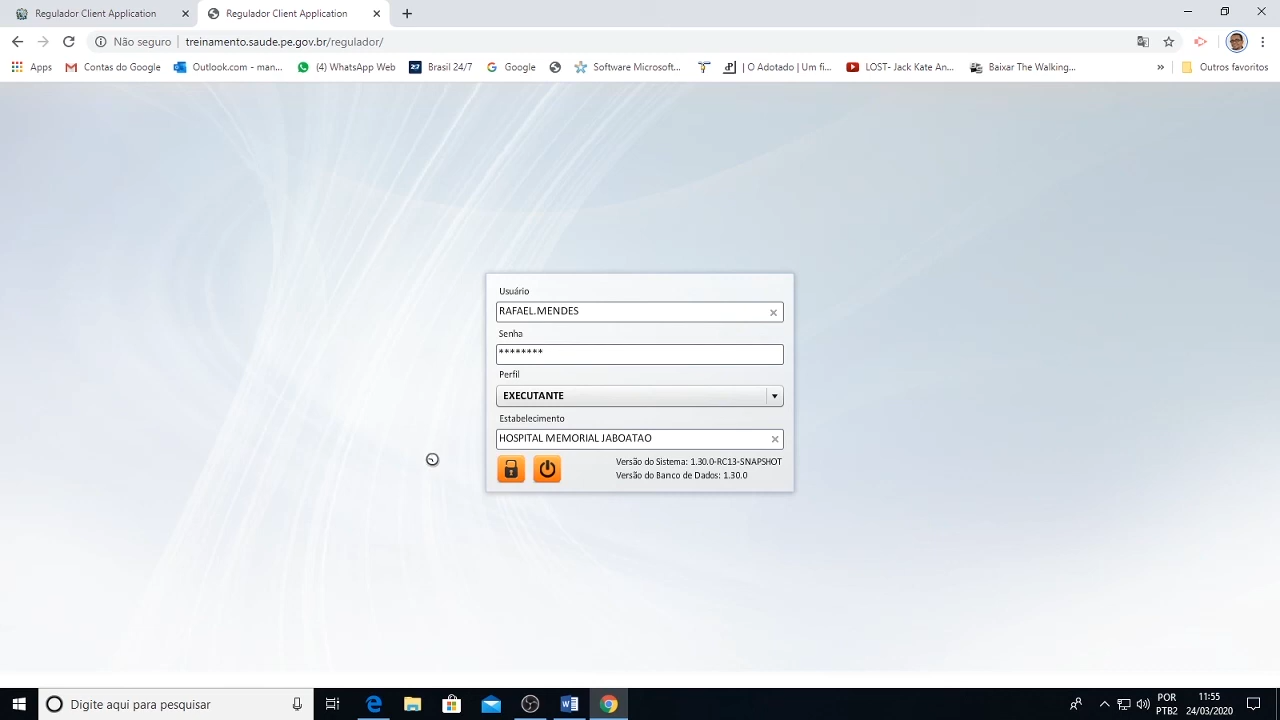 Regulador Client Application
Regulador Client Application
Não seguro | treinamento.saude.pe.gov.br/regulador/
Apps
Contas do Google
Outlook.com - man...
(4) WhatsApp Web
Brasil 24/7
Google
Software Microsoft...
| O Adotado | Um fi...
LOST- Jack Kate An...
Baixar The Walking...
»
Outros favoritos
Usuário
RAFAEL.MENDES
Senha
********
Perfil
EXECUTANTE
Estabelecimento
HOSPITAL MEMORIAL JABOATAO
Versão do Sistema: 1.30.0-RC13-SNAPSHOT
Versão do Banco de Dados: 1.30.0
Digite aqui para pesquisar
POR
PTB2
11:55
24/03/2020